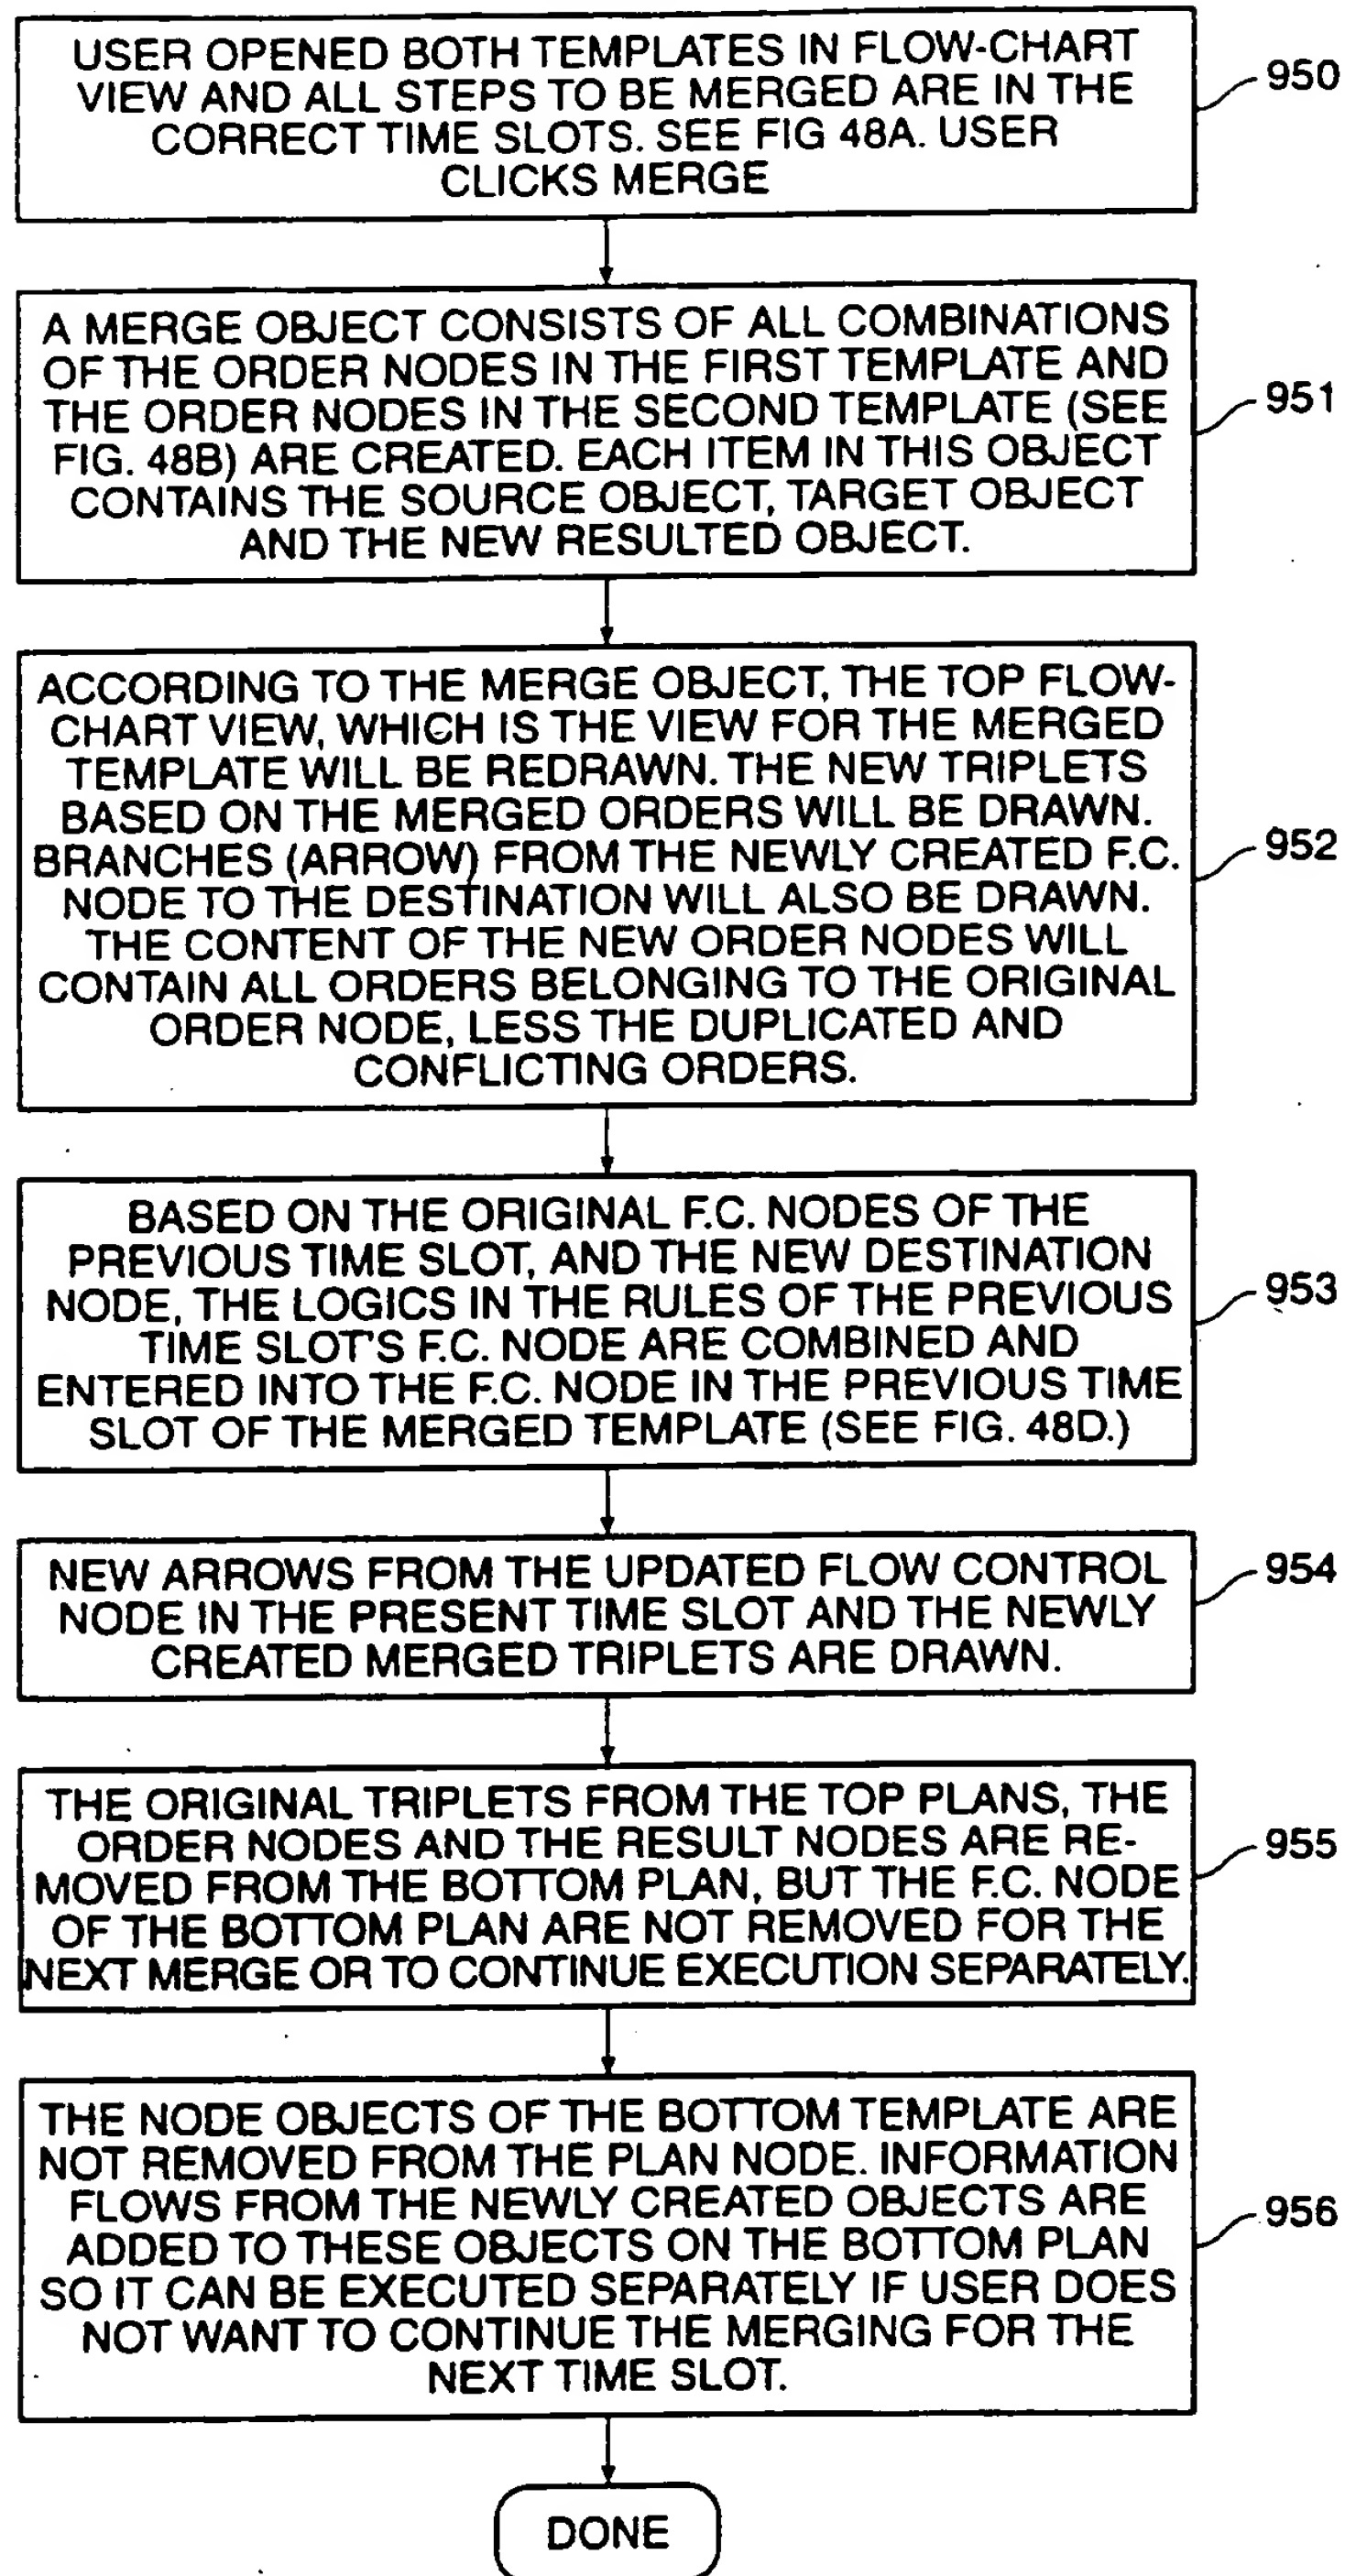 USER OPENED BOTH TEMPLATES IN FLOW-CHART
VIEW AND ALL STEPS TO BE MERGED ARE IN THE
CORRECT TIME SLOTS. SEE FIG 48A. USER
CLICKS MERGE
950
A MERGE OBJECT CONSISTS OF ALL COMBINATIONS
OF THE ORDER NODES IN THE FIRST TEMPLATE AND
THE ORDER NODES IN THE SECOND TEMPLATE (SEE
FIG. 48B) ARE CREATED. EACH ITEM IN THIS OBJECT
CONTAINS THE SOURCE OBJECT, TARGET OBJECT
AND THE NEW RESULTED OBJECT.
951
ACCORDING TO THE MERGE OBJECT, THE TOP FLOW-
CHART VIEW, WHICH IS THE VIEW FOR THE MERGED
TEMPLATE WILL BE REDRAWN. THE NEW TRIPLETS
BASED ON THE MERGED ORDERS WILL BE DRAWN.
BRANCHES (ARROW) FROM THE NEWLY CREATED F.C.
NODE TO THE DESTINATION WILL ALSO BE DRAWN.
THE CONTENT OF THE NEW ORDER NODES WILL
CONTAIN ALL ORDERS BELONGING TO THE ORIGINAL
ORDER NODE, LESS THE DUPLICATED AND
CONFLICTING ORDERS.
952
BASED ON THE ORIGINAL F.C. NODES OF THE
PREVIOUS TIME SLOT, AND THE NEW DESTINATION
NODE, THE LOGICS IN THE RULES OF THE PREVIOUS
TIME SLOT'S F.C. NODE ARE COMBINED AND
ENTERED INTO THE F.C. NODE IN THE PREVIOUS TIME
SLOT OF THE MERGED TEMPLATE (SEE FIG. 48D.)
953
NEW ARROWS FROM THE UPDATED FLOW CONTROL
NODE IN THE PRESENT TIME SLOT AND THE NEWLY
CREATED MERGED TRIPLETS ARE DRAWN.
954
THE ORIGINAL TRIPLETS FROM THE TOP PLANS, THE
ORDER NODES AND THE RESULT NODES ARE RE-
MOVED FROM THE BOTTOM PLAN, BUT THE F.C. NODE
OF THE BOTTOM PLAN ARE NOT REMOVED FOR THE
NEXT MERGE OR TO CONTINUE EXECUTION SEPARATELY.
955
THE NODE OBJECTS OF THE BOTTOM TEMPLATE ARE
NOT REMOVED FROM THE PLAN NODE. INFORMATION
FLOWS FROM THE NEWLY CREATED OBJECTS ARE
ADDED TO THESE OBJECTS ON THE BOTTOM PLAN
SO IT CAN BE EXECUTED SEPARATELY IF USER DOES
NOT WANT TO CONTINUE THE MERGING FOR THE
NEXT TIME SLOT.
956
DONE